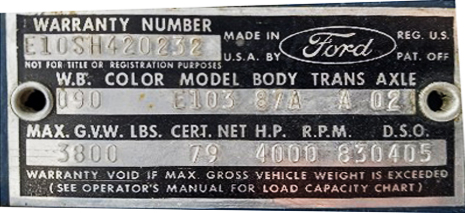 WARRANTY NUMBER
E10SH420232
MADE IN U.S.A. BY Ford REG. U.S. PAT. OFF.
NOT FOR TITLE OR REGISTRATION PURPOSES
W.B. COLOR MODEL BODY TRANS AXLE
090 E103 87A A 02
MAX. G.V.W. LBS. CERT. NET H.P. R.P.M. D.S.O.
3800 79 4000 830405
WARRANTY VOID IF MAX. GROSS VEHICLE WEIGHT IS EXCEEDED
(SEE OPERATOR'S MANUAL FOR LOAD CAPACITY CHART)